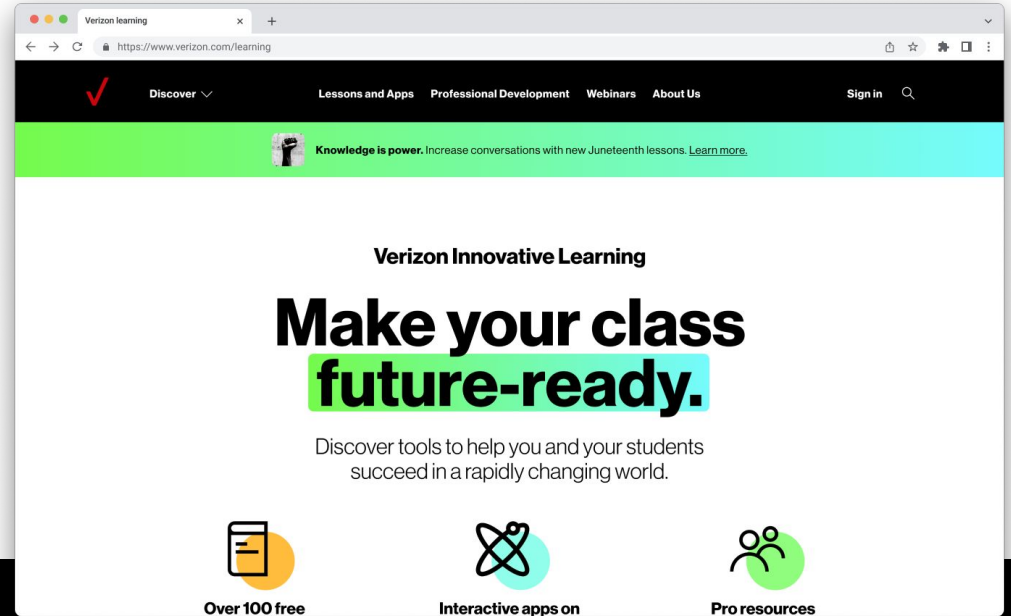 Verizon learning
https://www.verizon.com/learning
Discover
Lessons and Apps
Professional Development
Webinars
About Us
Sign in
Knowledge is power. Increase conversations with new Juneteenth lessons. Learn more.
Verizon Innovative Learning
Make your class
future-ready.
Discover tools to help you and your students
succeed in a rapidly changing world.
Over 100 free
Interactive apps on
Pro resources